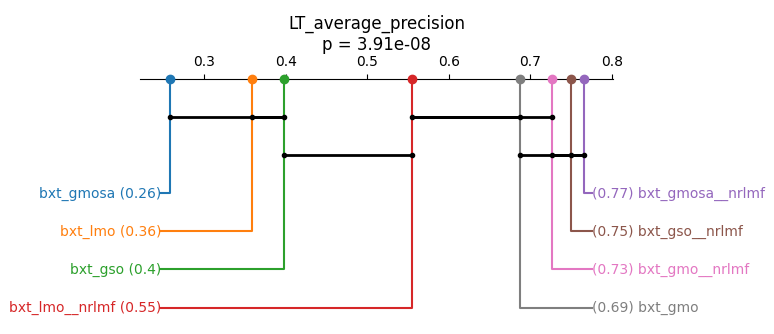 LT_average_precision
p = 3.91e-08
0.3 0.4 0.5 0.6 0.7 0.8
bxt_gmosa (0.26) (0.77) bxt_gmosa__nrlmf
bxt_lmo (0.36) (0.75) bxt_gso__nrlmf
bxt_gso (0.4) (0.73) bxt_gmo__nrlmf
bxt_lmo__nrlmf (0.55) (0.69) bxt_gmo